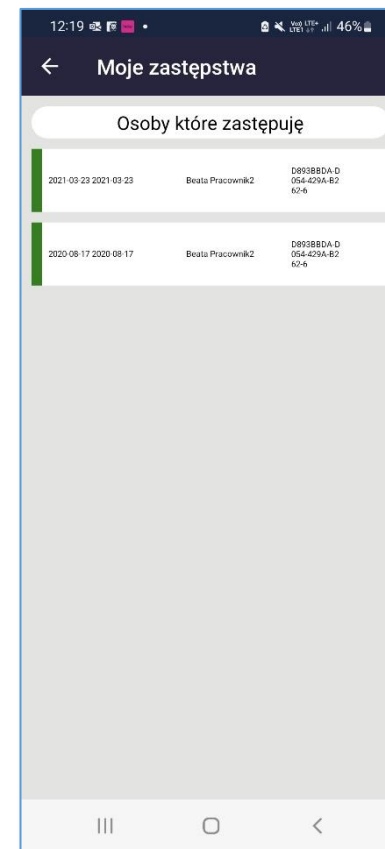 12:19 46%
Moje zastępstwa
Osoby które zastępuję
2021-03-23 2021-03-23 Beata Pracownik2 D893BBDA-D
054-429A-B2
62-6
2020-08-17 2020-08-17 Beata Pracownik2 D893BBDA-D
054-429A-B2
62-6